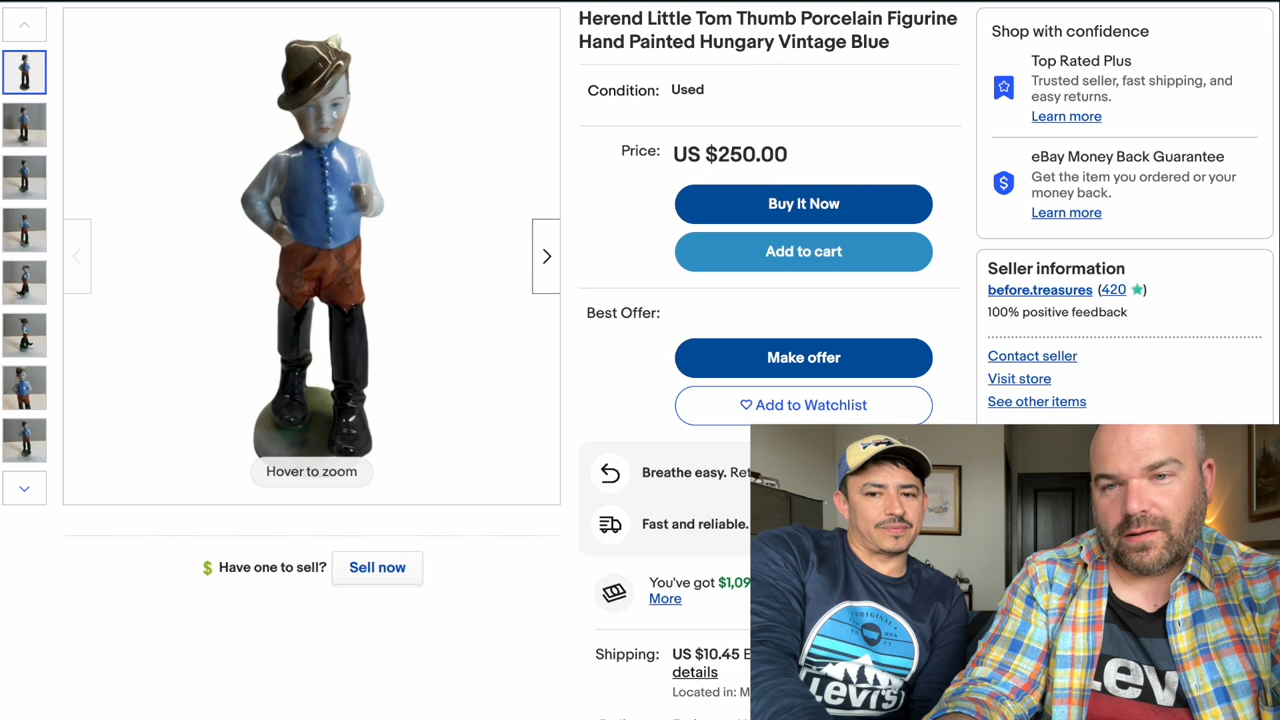 Herend Little Tom Thumb Porcelain Figurine
Hand Painted Hungary Vintage Blue
Condition: Used
Price: US $250.00
Buy It Now
Add to cart
Best Offer:
Make offer
Add to Watchlist
Breathe easy. Ret
Fast and reliable.
You've got $1,09
More
Shipping: US $10.45 E
details
Located in: M
Hover to zoom
Have one to sell? Sell now
Shop with confidence
Top Rated Plus
Trusted seller, fast shipping, and
easy returns.
Learn more
eBay Money Back Guarantee
Get the item you ordered or your
money back.
Learn more
Seller information
before.treasures (420)
100% positive feedback
Contact seller
Visit store
See other items
ORIGINAL
Levi's
Lev